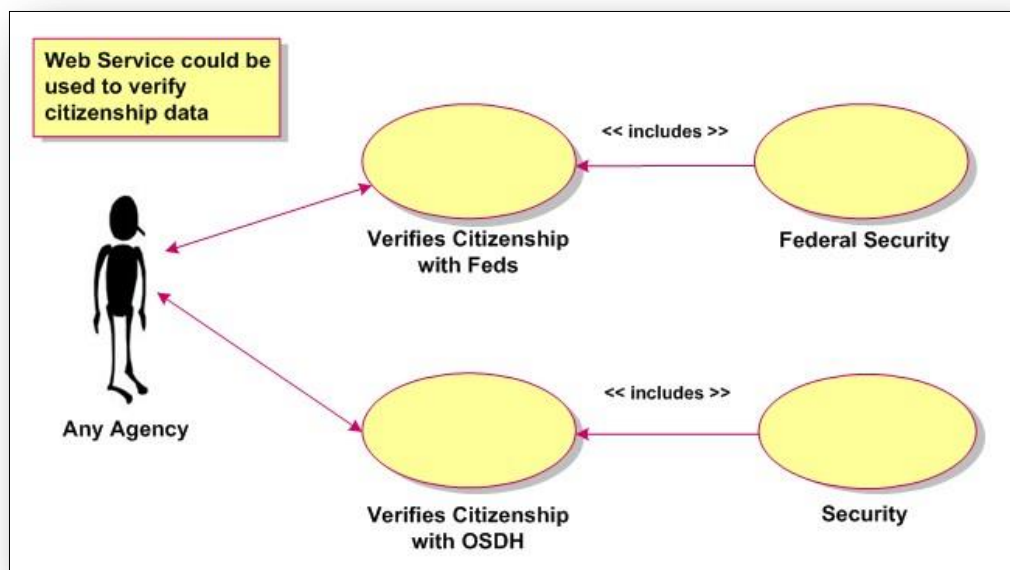 Web Service could be
used to verify
citizenship data
<< includes >>
Verifies Citizenship
with Feds
Federal Security
Any Agency
<< includes >>
Verifies Citizenship
with OSDH
Security